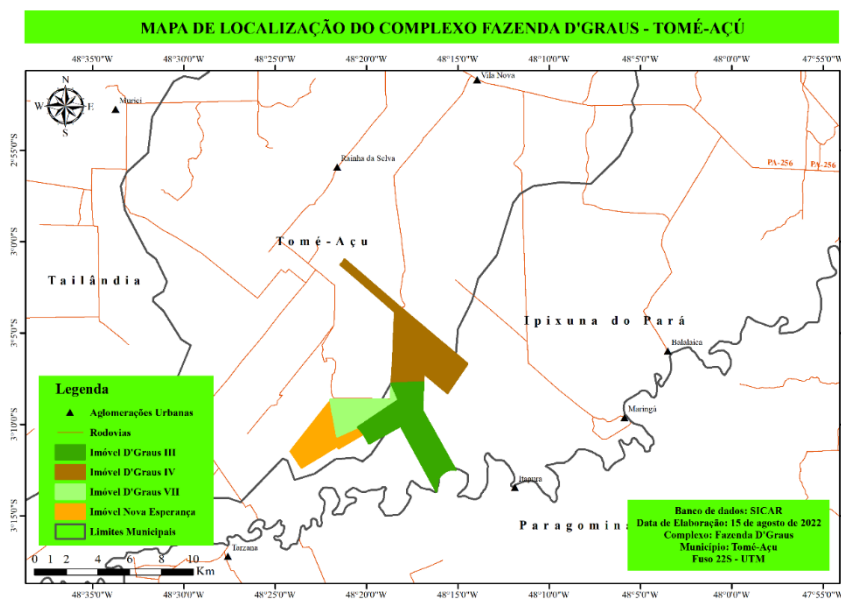 MAPA DE LOCALIZAÇÃO DO COMPLEXO FAZENDA D'GRAUS - TOMÉ-AÇÚ
48°35'0"W 48°30'0"W 48°25'0"W 48°20'0"W 48°15'0"W 48°10'0"W 48°5'0"W 48°0'0"W 47°55'0"W
N
W E
S
Vila Nova
Murici
2°55'0"S
Rainha da Selva
PA-256 PA-256
3°0'0"S
Tomé-Açu
Tailândia
3°5'0"S
Ipixuna do Pará
Balalaica
Maringá
3°10'0"S
3°15'0"S
Paragomina
Tarzana
Legenda
Aglomerações Urbanas
Rodovias
Imóvel D'Graus III
Imóvel D'Graus IV
Imóvel D'Graus VII
Imóvel Nova Esperança
Limites Municipais
0 1 2 4 6 8 10
Km
Banco de dados: SICAR
Data de Elaboração: 15 de agosto de 2022
Complexo: Fazenda D'Graus
Município: Tomé-Açu
Fuso 22S - UTM
48°35'0"W 48°30'0"W 48°25'0"W 48°20'0"W 48°15'0"W 48°10'0"W 48°5'0"W 48°0'0"W 47°55'0"W